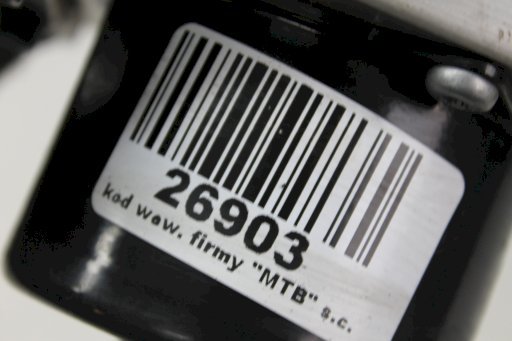 26903
kod wew. firmy "MTB" s.c.